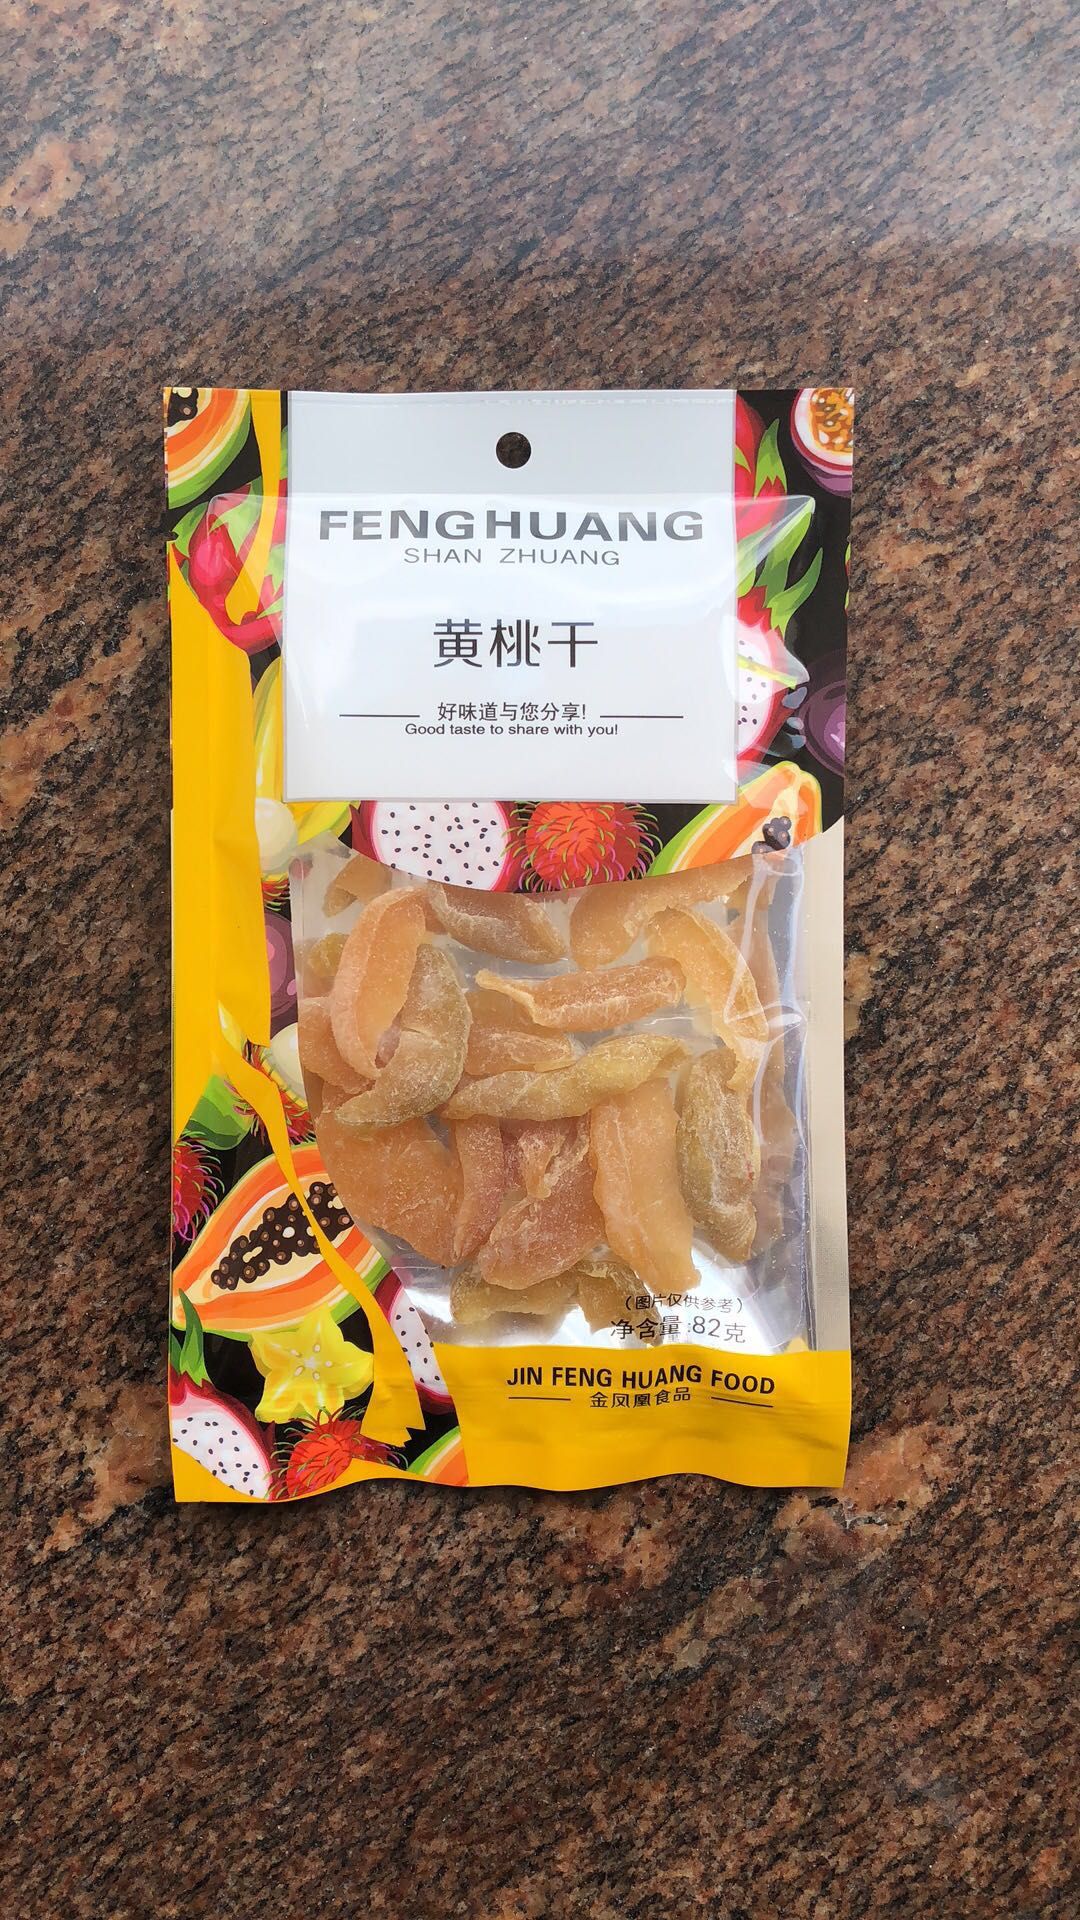 FENGHUANG
SHAN ZHUANG
黄桃干
好味道与您分享!
Good taste to share with you!
(图片仅供参考)
净含量:82克
JIN FENG HUANG FOOD
金凤凰食品